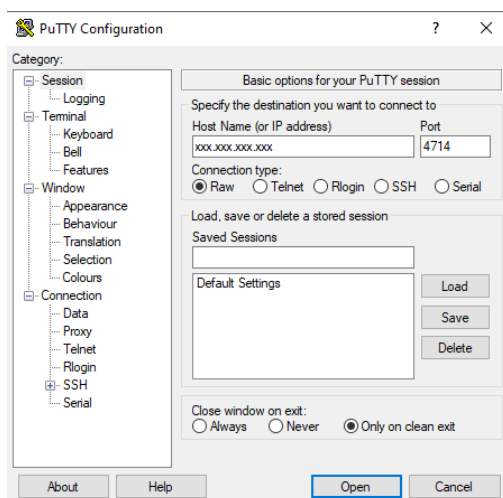 PuTTY Configuration
?
×
Category:
Session
Logging
Terminal
Keyboard
Bell
Features
Window
Appearance
Behaviour
Translation
Selection
Colours
Connection
Data
Proxy
Telnet
Rlogin
SSH
Serial
Basic options for your PuTTY session
Specify the destination you want to connect to
Host Name (or IP address) Port
xxx.xxx.xxx.xxx 4714
Connection type:
Raw Telnet Rlogin SSH Serial
Load, save or delete a stored session
Saved Sessions
Default Settings
Load
Save
Delete
Close window on exit:
Always Never Only on clean exit
About Help Open Cancel